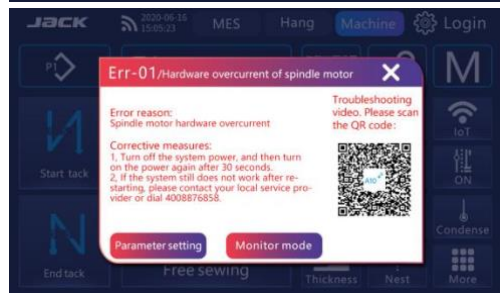 JACK
2020-06-16
15:05:23
MES
Hang
Machine
Login
P1
M
Err-01/Hardware overcurrent of spindle motor
X
Error reason:
Spindle motor hardware overcurrent
Corrective measures:
1, Turn off the system power, and then turn
on the power again after 30 seconds.
2, If the system still does not work after re-
starting, please contact your local service pro-
vider or dial 4008876858.
Troubleshooting
video. Please scan
the QR code:
A10
Parameter setting
Monitor mode
Start tack
End tack
Free sewing
Thickness
Nest
IoT
ON
Condense
More